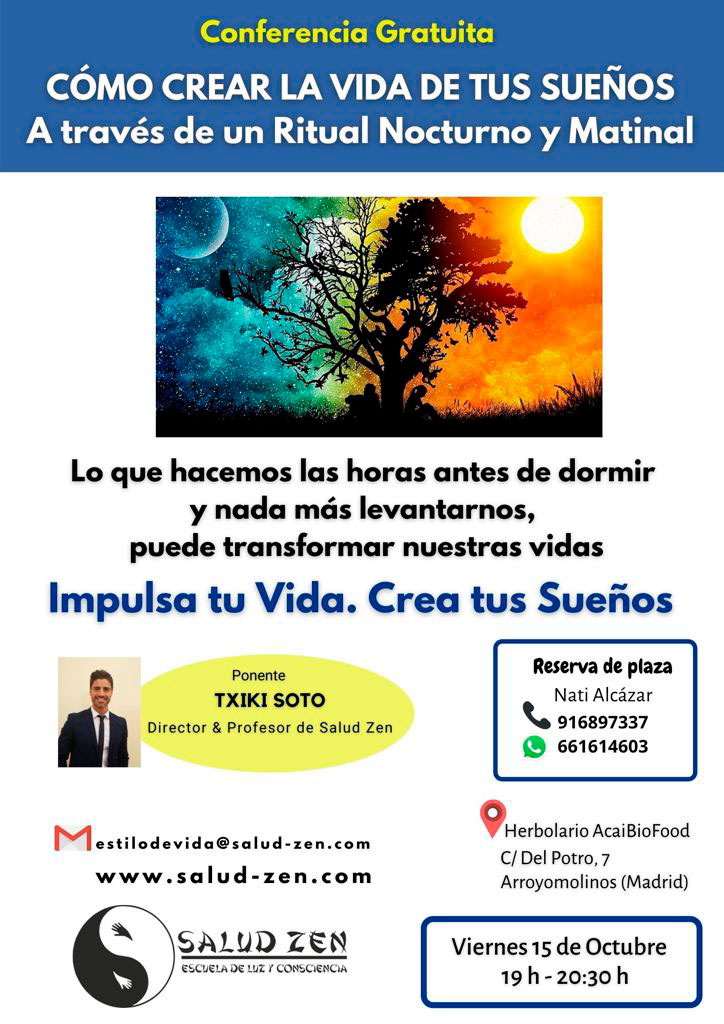 Conferencia Gratuita
CÓMO CREAR LA VIDA DE TUS SUEÑOS
A través de un Ritual Nocturno y Matinal
Lo que hacemos las horas antes de dormir
y nada más levantarnos,
puede transformar nuestras vidas
Impulsa tu Vida. Crea tus Sueños
Ponente
TXIKI SOTO
Director & Profesor de Salud Zen
Reserva de plaza
Nati Alcázar
916897337
661614603
estilodevida@salud-zen.com
www.salud-zen.com
Herbolario AcaiBioFood
C/ Del Potro, 7
Arroyomolinos (Madrid)
SALUD ZEN
ESCUELA DE LUZ Y CONSCIENCIA
Viernes 15 de Octubre
19 h - 20:30 h